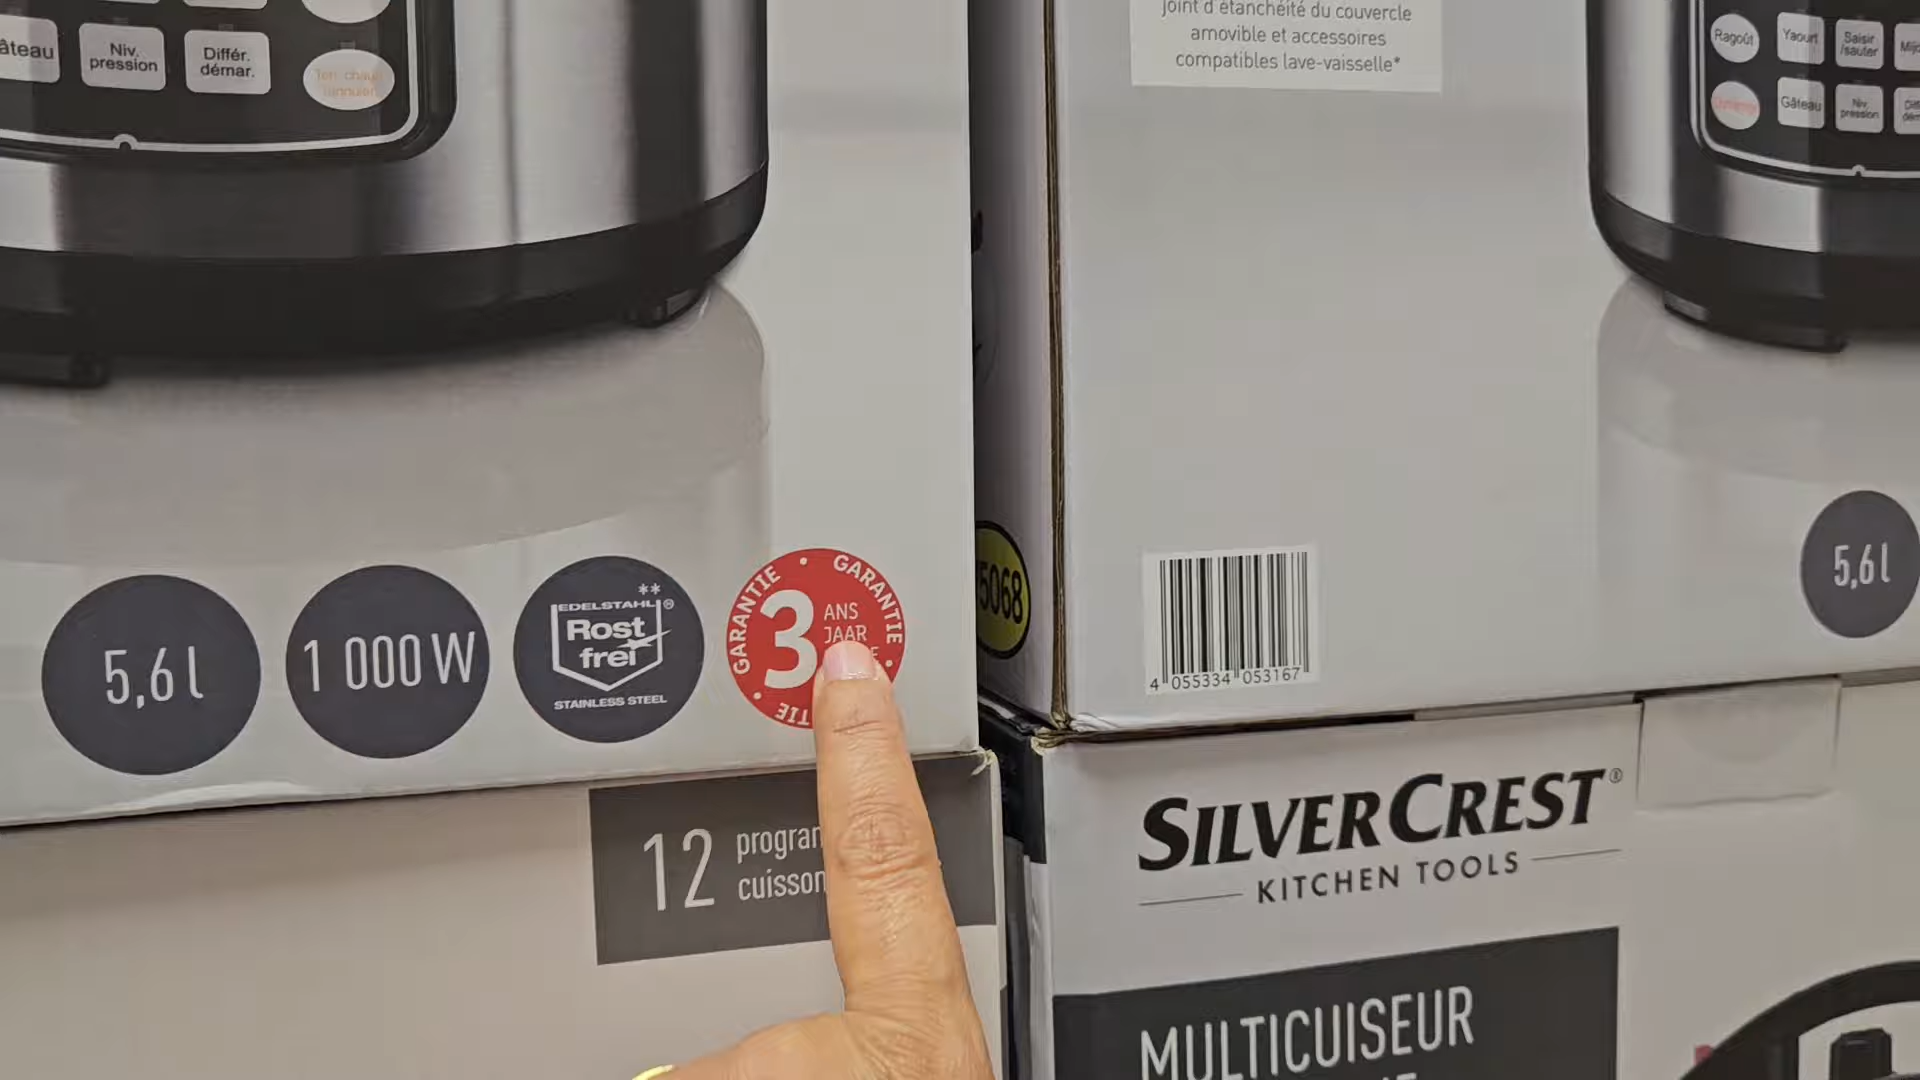 âteau
Niv.
pression
Différ.
démar.
joint d'étanchéité du couvercle
amovible et accessoires
compatibles lave-vaisselle*
Ragoût
Yaourt
Saisir
/sauter
Gâteau
Niv.
pression
5,6 l
1 000 W
**
EDELSTAHL®
Rost
frei
STAINLESS STEEL
GARANTIE • GARANTIE •
3
ANS
JAAR
5068
4 055334 053167
5,6 l
12
cuisson
SILVERCREST®
KITCHEN TOOLS
MULTICUISEUR